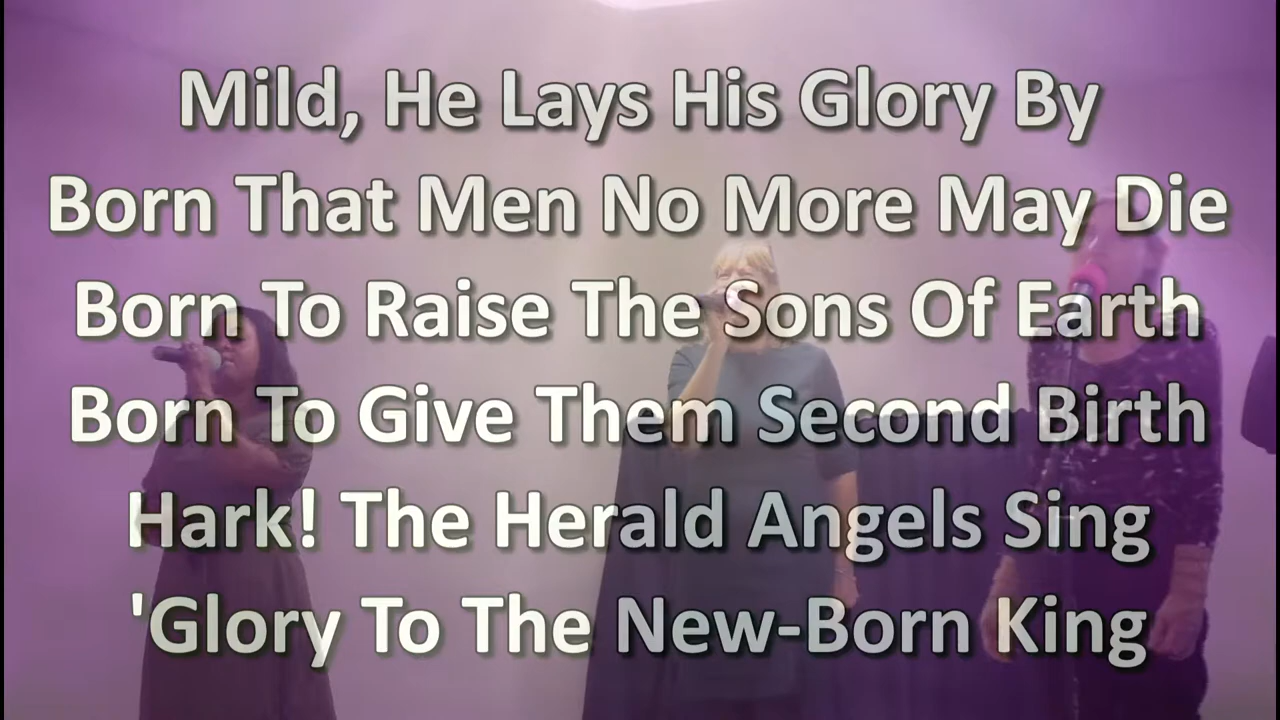 Mild, He Lays His Glory By
Born That Men No More May Die
Born To Raise The Sons Of Earth
Born To Give Them Second Birth
Hark! The Herald Angels Sing
'Glory To The New-Born King